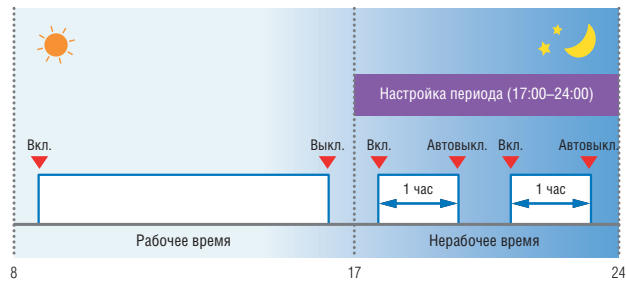 Настройка периода (17:00–24:00)
Вкл. Выкл. Вкл. Автовыкл. Вкл. Автовыкл.
1 час 1 час
Рабочее время Нерабочее время
8 17 24